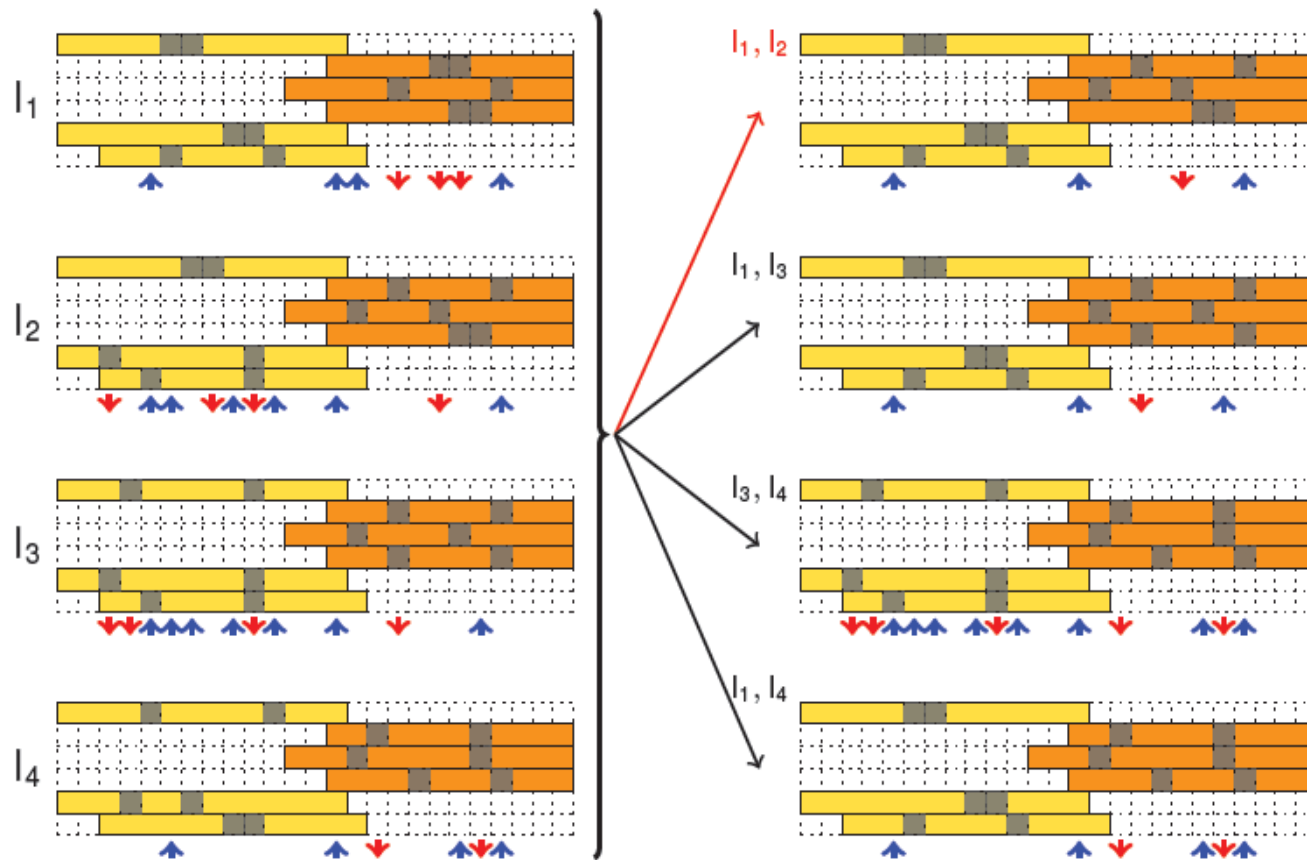 I₁
I₂
I₃
I₄
I₁, I₂
I₁, I₃
I₃, I₄
I₁, I₄